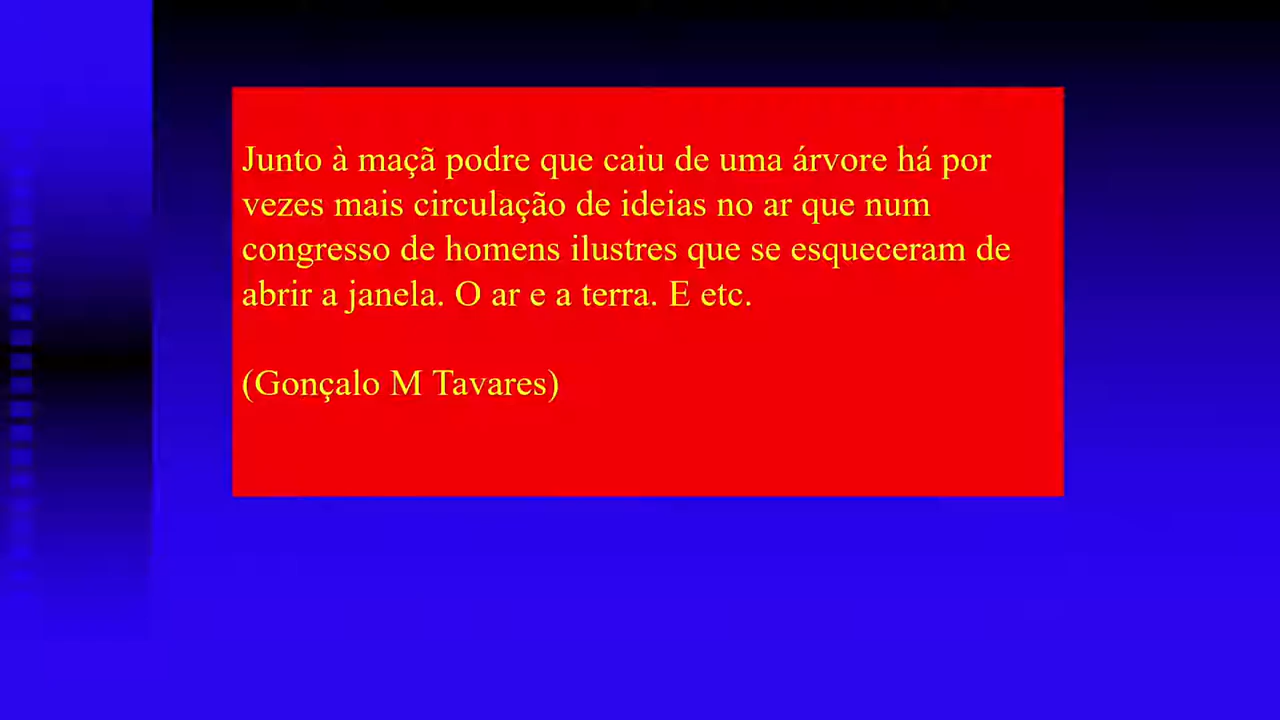 Junto à maçã podre que caiu de uma árvore há por
vezes mais circulação de ideias no ar que num
congresso de homens ilustres que se esqueceram de
abrir a janela. O ar e a terra. E etc.
(Gonçalo M Tavares)